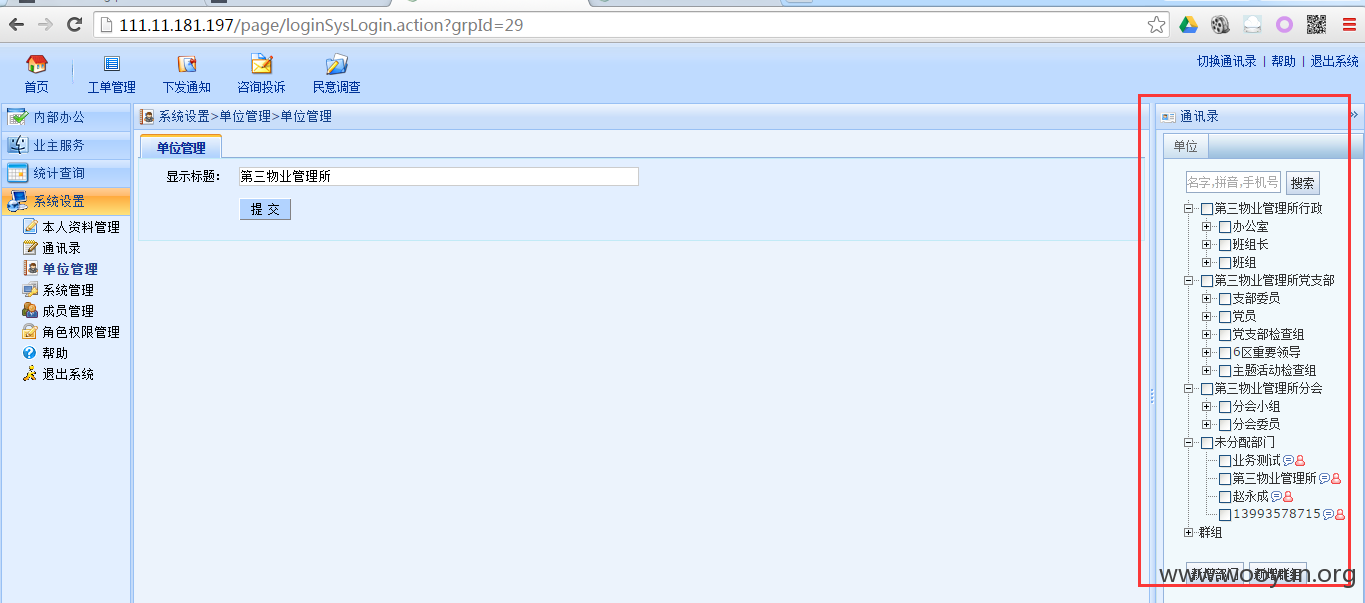 111.11.181.197/page/loginSysLogin.action?grpId=29
首页 工单管理 下发通知 咨询投诉 民意调查
切换通讯录 | 帮助 | 退出系统
内部办公
业主服务
统计查询
系统设置
本人资料管理
通讯录
单位管理
系统管理
成员管理
角色权限管理
帮助
退出系统
系统设置>单位管理>单位管理
单位管理
显示标题： 第三物业管理所
提 交
通讯录 »
单位
名字,拼音,手机号 搜索
第三物业管理所行政
办公室
班组长
班组
第三物业管理所党支部
支部委员
党员
党支部检查组
6区重要领导
主题活动检查组
第三物业管理所分会
分会小组
分会委员
未分配部门
业务测试
第三物业管理所
赵永成
13993578715
群组
新增部门 新增群组
www.wooyun.org